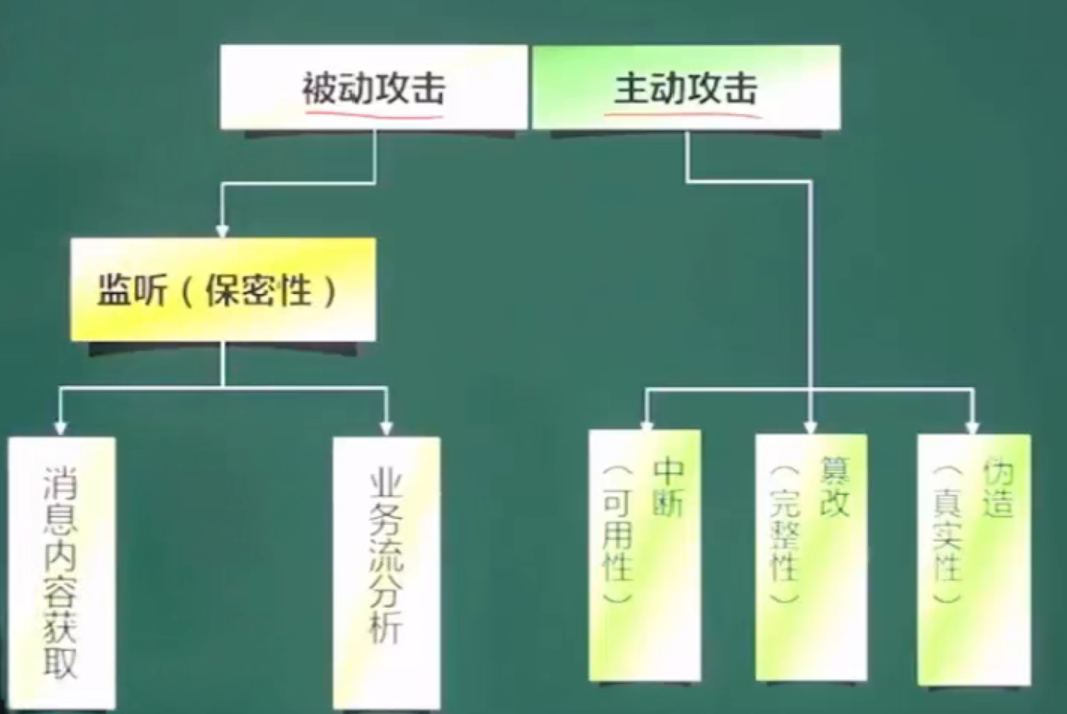 被动攻击
主动攻击
监听（保密性）
消息内容获取
业务流分析
中断
（可用性）
篡改
（完整性）
伪造
（真实性）